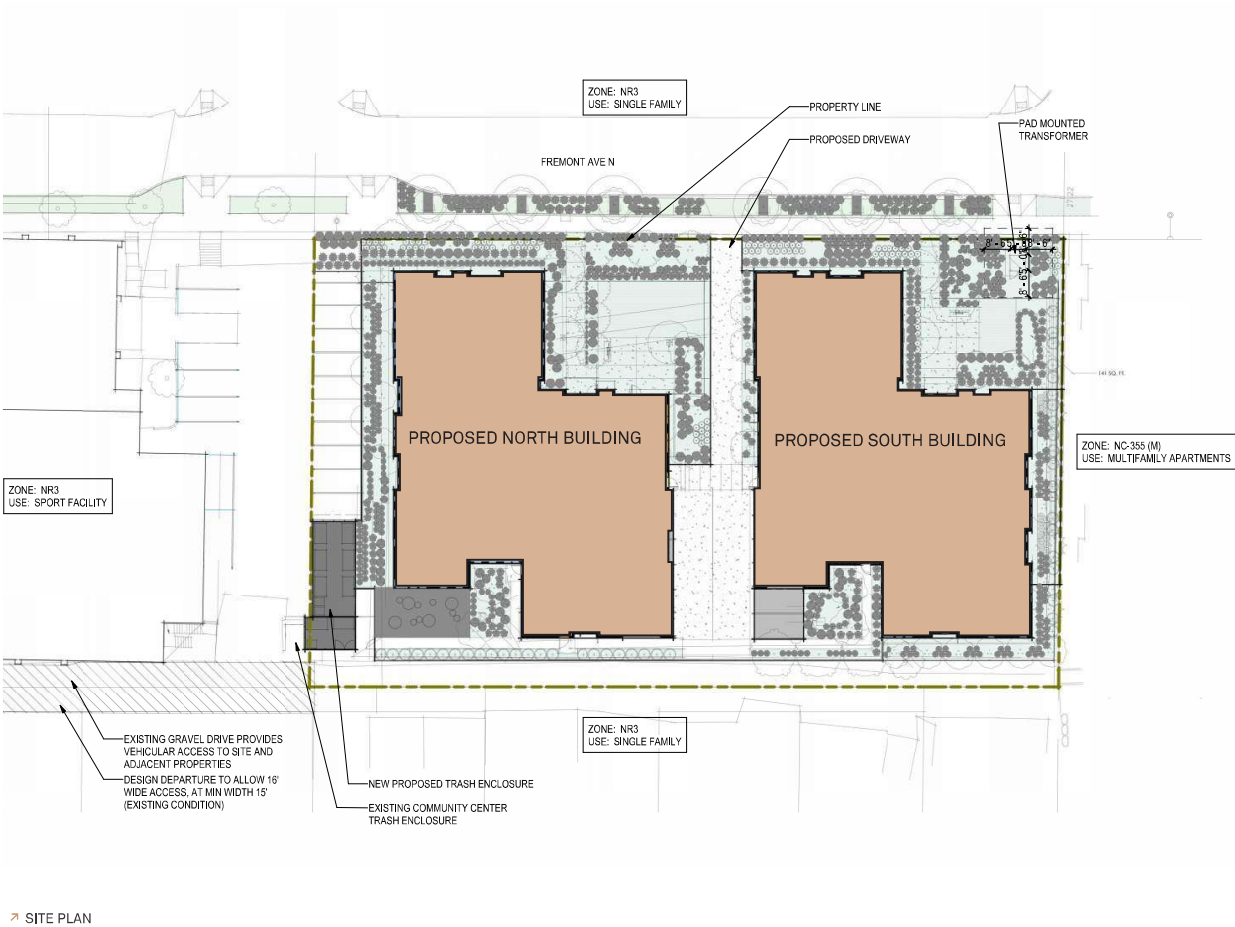 ZONE: NR3
USE: SINGLE FAMILY
PROPERTY LINE
PAD MOUNTED
TRANSFORMER
PROPOSED DRIVEWAY
FREMONT AVE N
141 SQ. FT.
PROPOSED NORTH BUILDING
PROPOSED SOUTH BUILDING
ZONE: NC-355 (M)
USE: MULTIFAMILY APARTMENTS
ZONE: NR3
USE: SPORT FACILITY
ZONE: NR3
USE: SINGLE FAMILY
EXISTING GRAVEL DRIVE PROVIDES
VEHICULAR ACCESS TO SITE AND
ADJACENT PROPERTIES
DESIGN DEPARTURE TO ALLOW 16'
WIDE ACCESS, AT MIN WIDTH 15'
(EXISTING CONDITION)
NEW PROPOSED TRASH ENCLOSURE
EXISTING COMMUNITY CENTER
TRASH ENCLOSURE
SITE PLAN